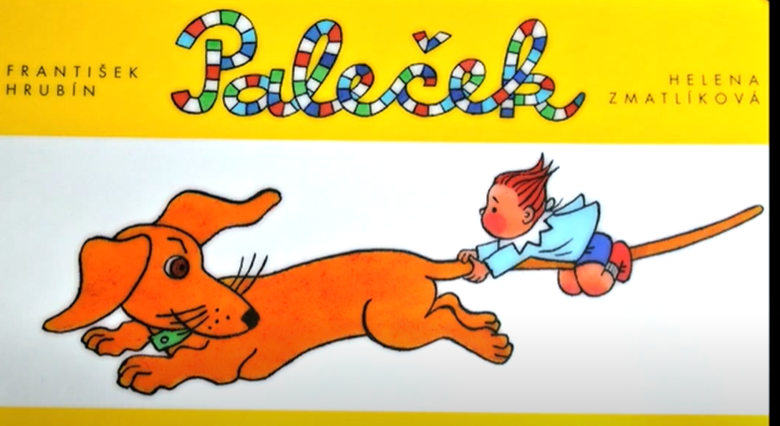 FRANTIŠEK
HRUBÍN
Paleček
HELENA
ZMATLÍKOVÁ